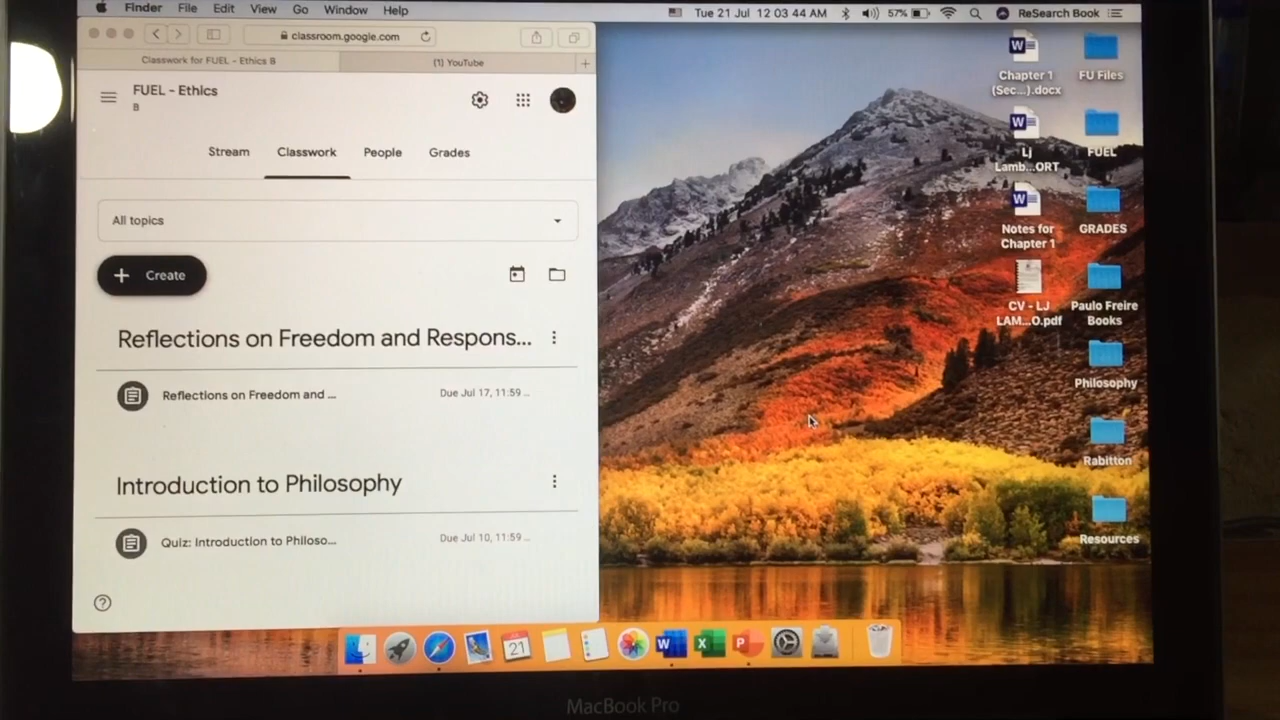 Finder File Edit View Go Window Help
Tue 21 Jul 12 03 44 AM 57% ReSearch Book
classroom.google.com
Classwork for FUEL - Ethics B
(1) YouTube
FUEL - Ethics
B
Stream Classwork People Grades
All topics
Create
Reflections on Freedom and Respons...
Reflections on Freedom and ...
Due Jul 17, 11:59 ...
Introduction to Philosophy
Quiz: Introduction to Philoso...
Due Jul 10, 11:59 ...
Chapter 1
(Sec...).docx
FU Files
LJ
Lamb...ORT
FUEL
Notes for
Chapter 1
GRADES
CV - LJ
LAM...O.pdf
Paulo Freire
Books
Philosophy
Rabitton
Resources
21
W
X
P
MacBook Pro